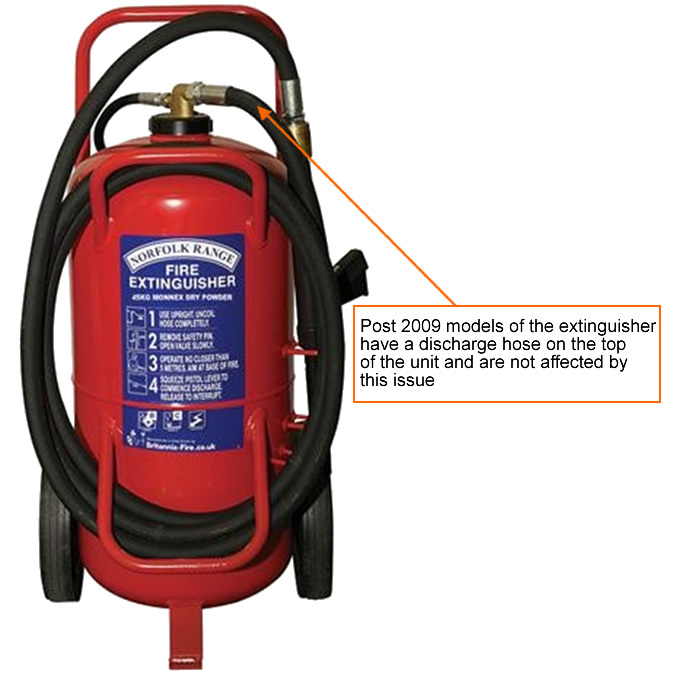 NORFOLK RANGE
FIRE
EXTINGUISHER
45KG MONNEX DRY POWDER
1 USE UPRIGHT. UNCOIL
HOSE COMPLETELY.
2 REMOVE SAFETY PIN.
OPEN VALVE SLOWLY.
3 OPERATE NO CLOSER THAN
5 METRES. AIM AT BASE OF FIRE.
4 SQUEEZE PISTOL LEVER TO
COMMENCE DISCHARGE.
RELEASE TO INTERRUPT.
Britannia-Fire.co.uk
Post 2009 models of the extinguisher
have a discharge hose on the top
of the unit and are not affected by
this issue